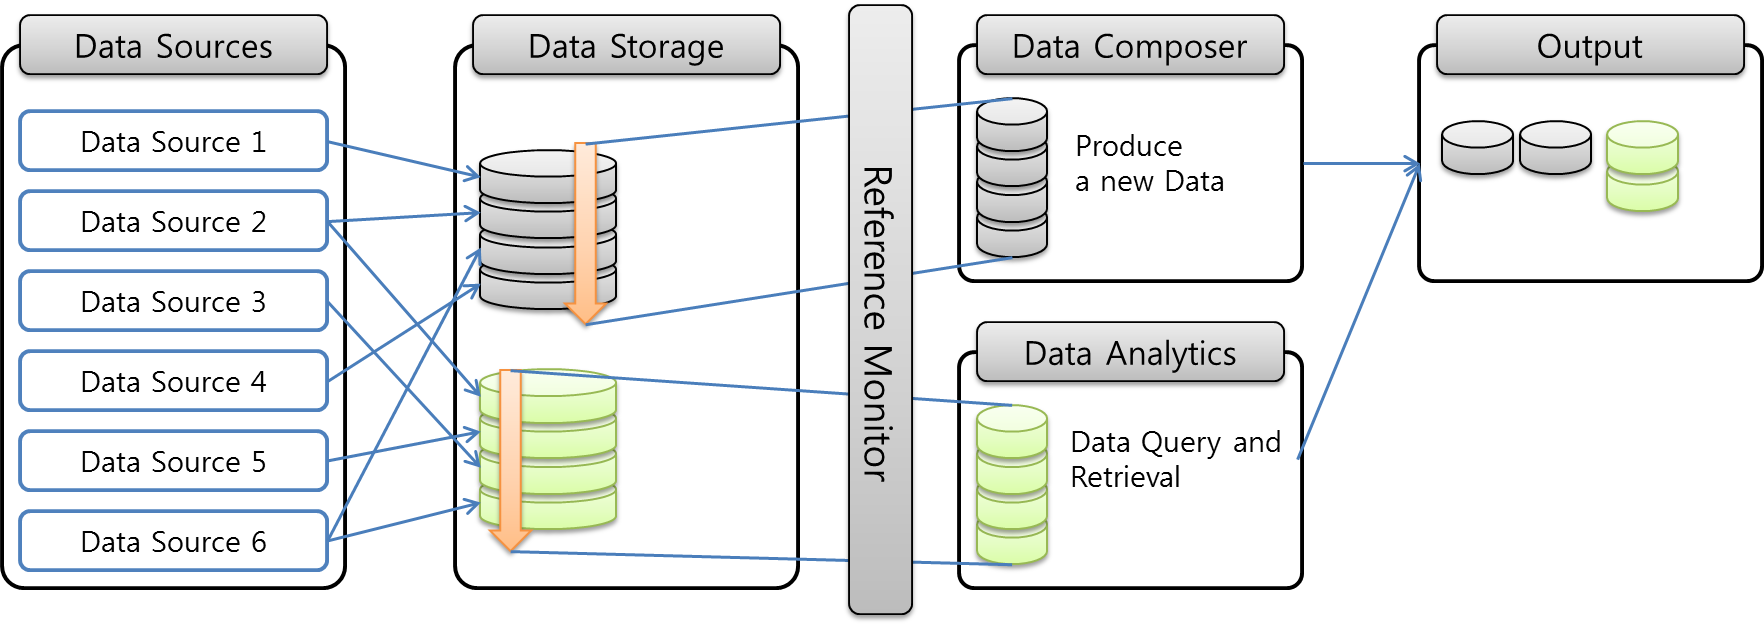 Data Sources
Data Source 1
Data Source 2
Data Source 3
Data Source 4
Data Source 5
Data Source 6
Data Storage
Reference Monitor
Data Composer
Produce
a new Data
Data Analytics
Data Query and
Retrieval
Output